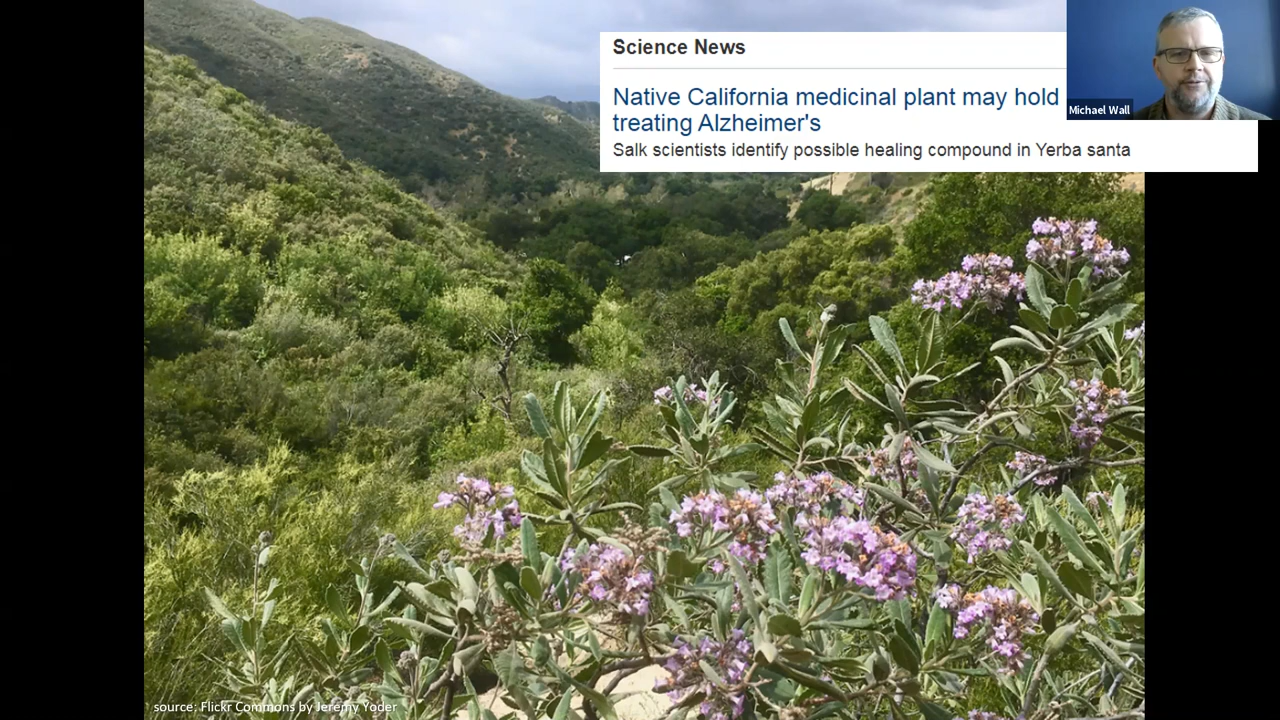 Science News
Native California medicinal plant may hold
treating Alzheimer's
Salk scientists identify possible healing compound in Yerba santa
Michael Wall
source: Flickr Commons by Jeremy Yoder